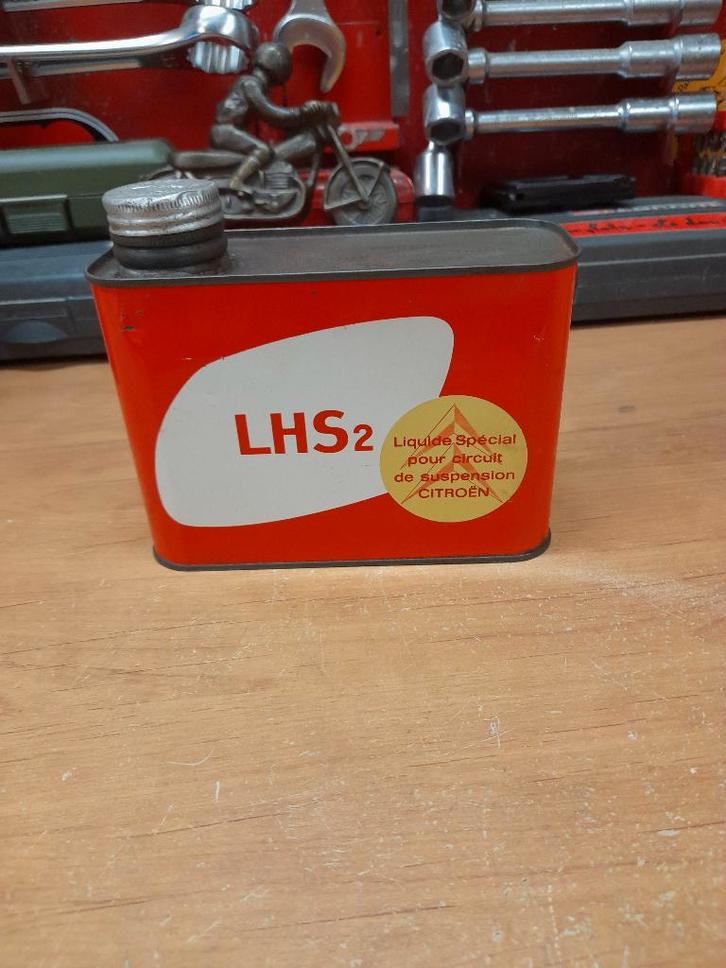 LHS2
Liquide Spécial
pour circuit
de suspension
CITROËN